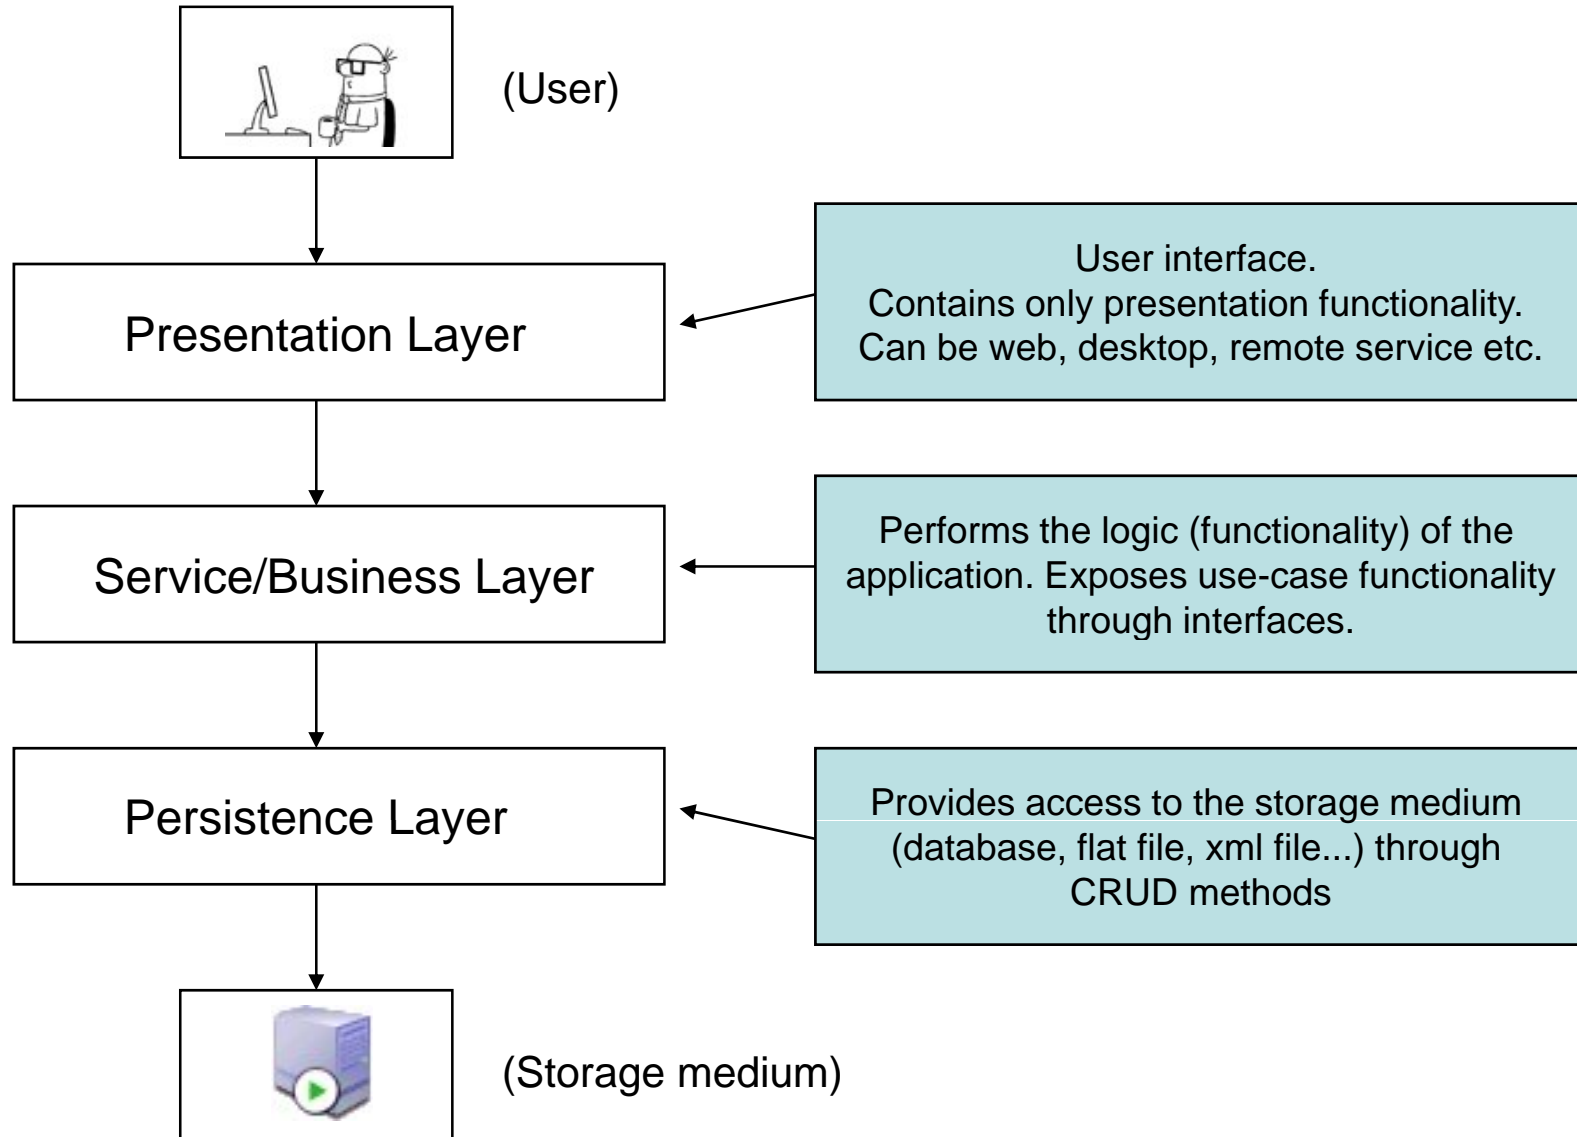 (User)
User interface.
Contains only presentation functionality.
Can be web, desktop, remote service etc.
Presentation Layer
Performs the logic (functionality) of the
application. Exposes use-case functionality
through interfaces.
Service/Business Layer
Provides access to the storage medium
(database, flat file, xml file...) through
CRUD methods
Persistence Layer
(Storage medium)